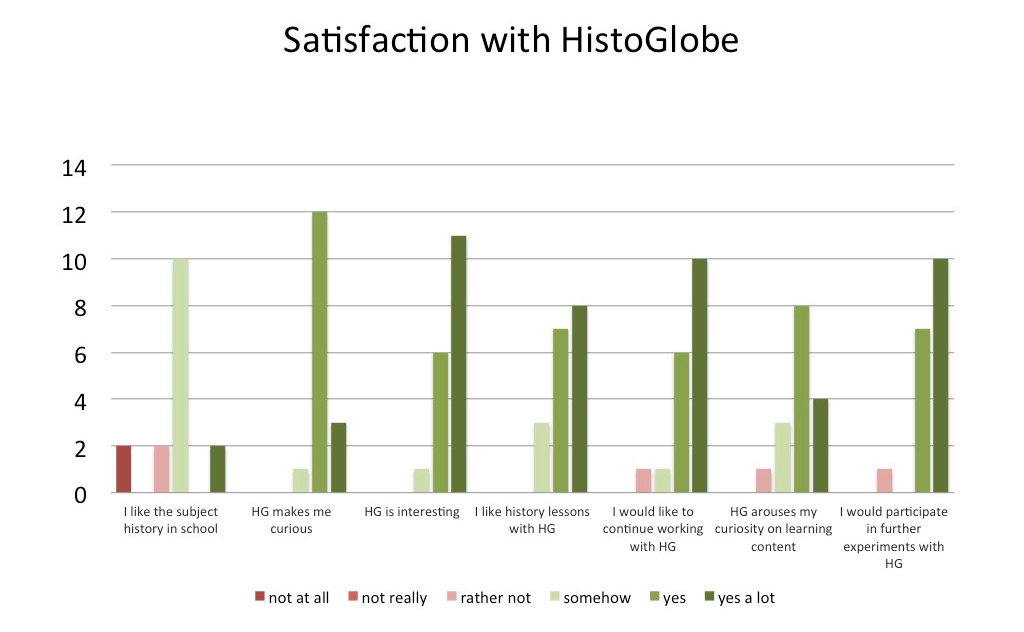 Satisfaction with HistoGlobe
14
12
10
8
6
4
2
0
I like the subject
history in school
HG makes me
curious
HG is interesting
I like history lessons
with HG
I would like to
continue working
with HG
HG arouses my
curiosity on learning
content
I would participate
in further
experiments with
HG
not at all
not really
rather not
somehow
yes
yes a lot